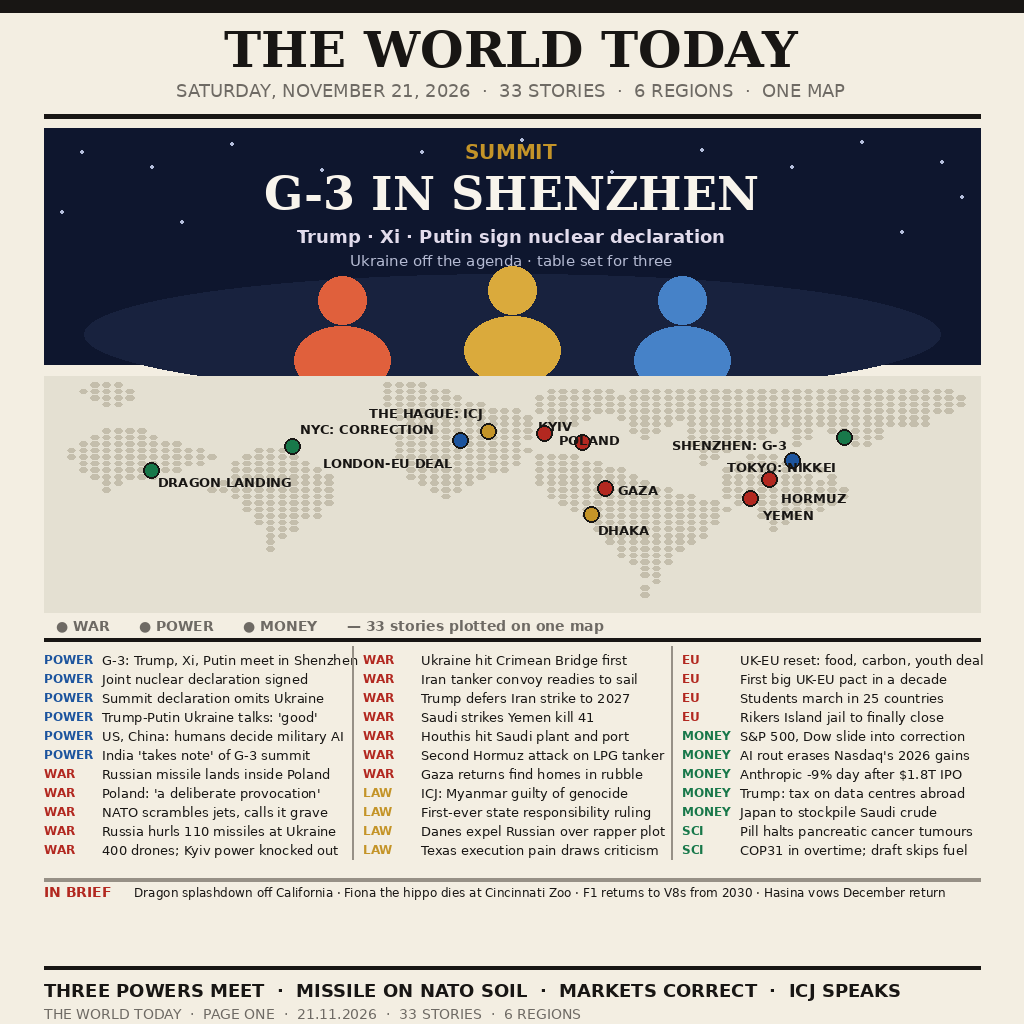 THE WORLD TODAY
SATURDAY, NOVEMBER 21, 2026 · 33 STORIES · 6 REGIONS · ONE MAP
SUMMIT
G-3 IN SHENZHEN
Trump · Xi · Putin sign nuclear declaration
Ukraine off the agenda · table set for three
THE HAGUE: ICJ
NYC: CORRECTION
KYIV
POLAND
SHENZHEN: G-3
LONDON-EU DEAL
TOKYO: NIKKEI
DRAGON LANDING
GAZA
HORMUZ
YEMEN
DHAKA
● WAR ● POWER ● MONEY — 33 stories plotted on one map
POWER G-3: Trump, Xi, Putin meet in Shenzhen
POWER Joint nuclear declaration signed
POWER Summit declaration omits Ukraine
POWER Trump-Putin Ukraine talks: 'good'
POWER US, China: humans decide military AI
POWER India 'takes note' of G-3 summit
WAR Russian missile lands inside Poland
WAR Poland: 'a deliberate provocation'
WAR NATO scrambles jets, calls it grave
WAR Russia hurls 110 missiles at Ukraine
WAR 400 drones; Kyiv power knocked out
WAR Ukraine hit Crimean Bridge first
WAR Iran tanker convoy readies to sail
WAR Trump defers Iran strike to 2027
WAR Saudi strikes Yemen kill 41
WAR Houthis hit Saudi plant and port
WAR Second Hormuz attack on LPG tanker
WAR Gaza returns find homes in rubble
LAW ICJ: Myanmar guilty of genocide
LAW First-ever state responsibility ruling
LAW Danes expel Russian over rapper plot
LAW Texas execution pain draws criticism
EU UK-EU reset: food, carbon, youth deal
EU First big UK-EU pact in a decade
EU Students march in 25 countries
EU Rikers Island jail to finally close
MONEY S&P 500, Dow slide into correction
MONEY AI rout erases Nasdaq's 2026 gains
MONEY Anthropic -9% day after $1.8T IPO
MONEY Trump: tax on data centres abroad
MONEY Japan to stockpile Saudi crude
SCI Pill halts pancreatic cancer tumours
SCI COP31 in overtime; draft skips fuel
IN BRIEF Dragon splashdown off California · Fiona the hippo dies at Cincinnati Zoo · F1 returns to V8s from 2030 · Hasina vows December return
THREE POWERS MEET · MISSILE ON NATO SOIL · MARKETS CORRECT · ICJ SPEAKS
THE WORLD TODAY · PAGE ONE · 21.11.2026 · 33 STORIES · 6 REGIONS